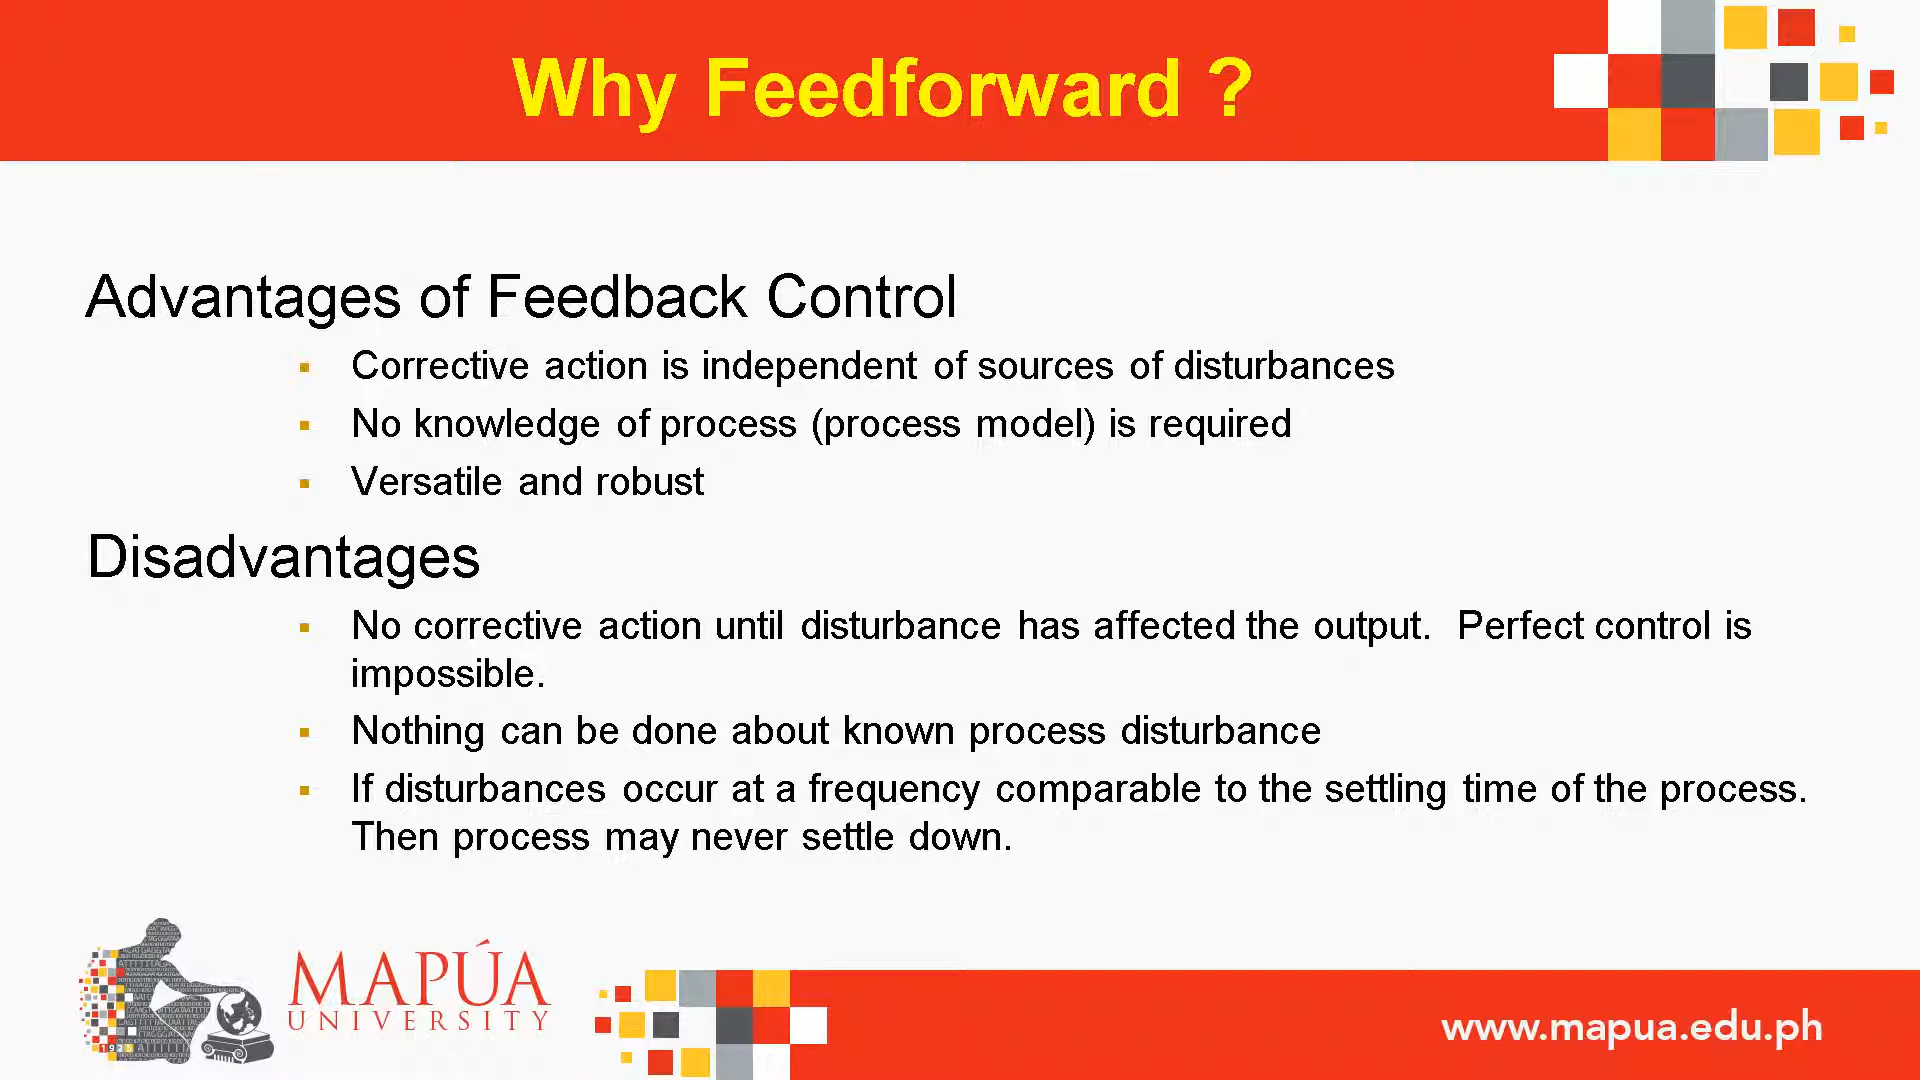 Why Feedforward ?
Advantages of Feedback Control
▪ Corrective action is independent of sources of disturbances
▪ No knowledge of process (process model) is required
▪ Versatile and robust
Disadvantages
▪ No corrective action until disturbance has affected the output. Perfect control is
impossible.
▪ Nothing can be done about known process disturbance
▪ If disturbances occur at a frequency comparable to the settling time of the process.
Then process may never settle down.
1925
MAPÚA
UNIVERSITY
www.mapua.edu.ph